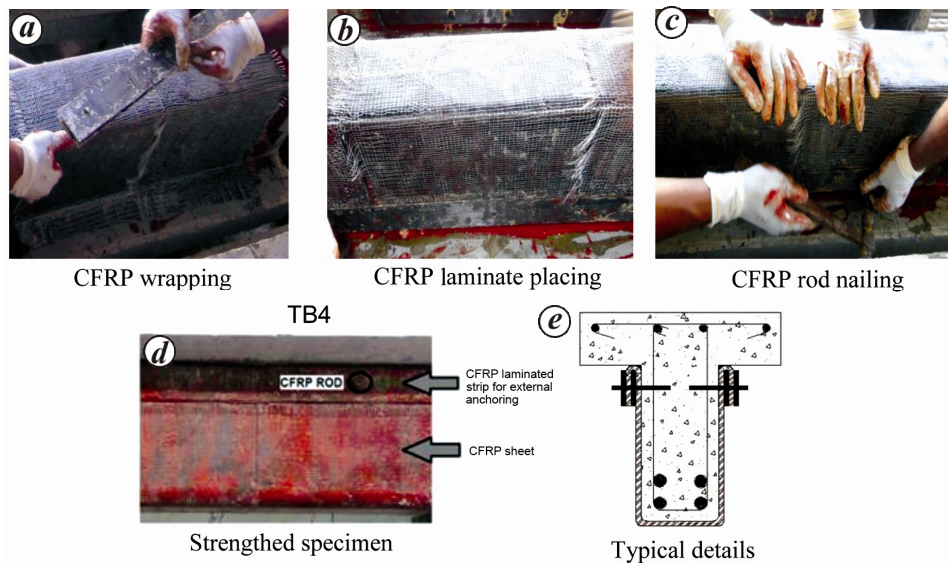 a
b
c
CFRP wrapping
CFRP laminate placing
CFRP rod nailing
TB4
d
CFRP ROD
CFRP laminated
strip for external
anchoring
CFRP sheet
Strengthed specimen
e
Typical details